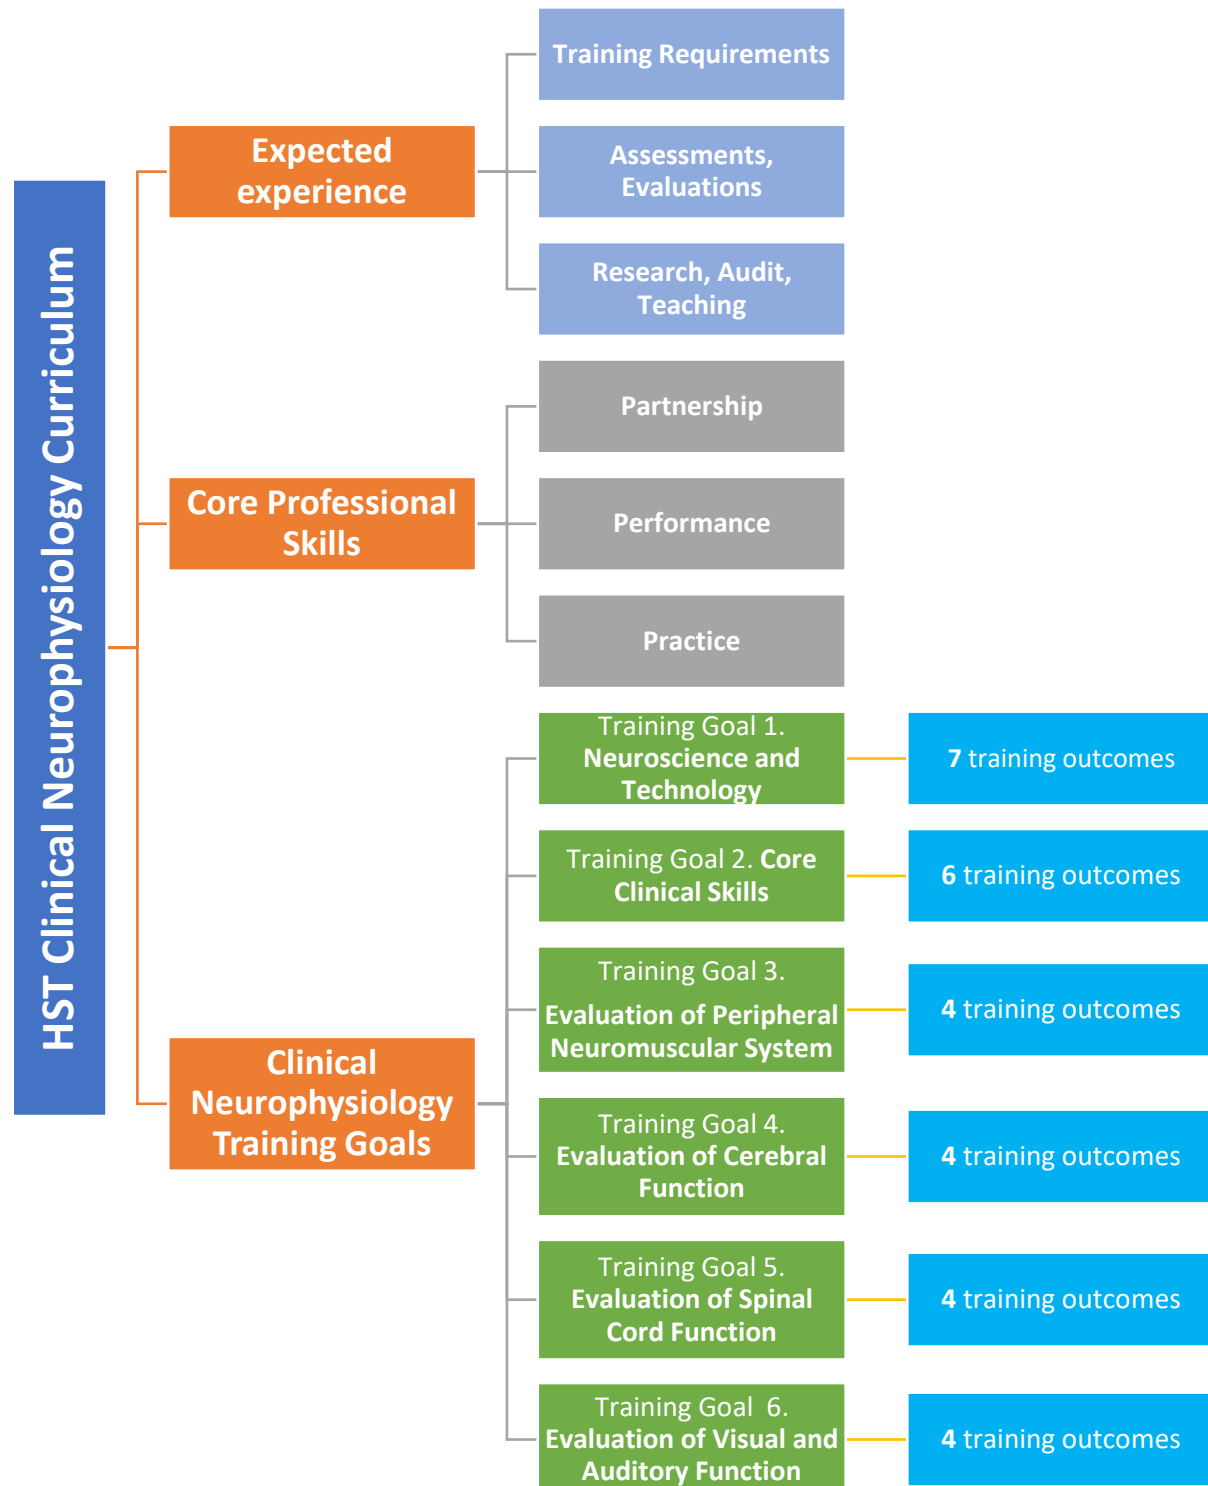 HST Clinical Neurophysiology Curriculum
Expected
experience
Training Requirements
Assessments,
Evaluations
Research, Audit,
Teaching
Core Professional
Skills
Partnership
Performance
Practice
Clinical
Neurophysiology
Training Goals
Training Goal 1.
Neuroscience and
Technology
7 training outcomes
Training Goal 2. Core
Clinical Skills
6 training outcomes
Training Goal 3.
Evaluation of Peripheral
Neuromuscular System
4 training outcomes
Training Goal 4.
Evaluation of Cerebral
Function
4 training outcomes
Training Goal 5.
Evaluation of Spinal
Cord Function
4 training outcomes
Training Goal  6.
Evaluation of Visual and
Auditory Function
4 training outcomes